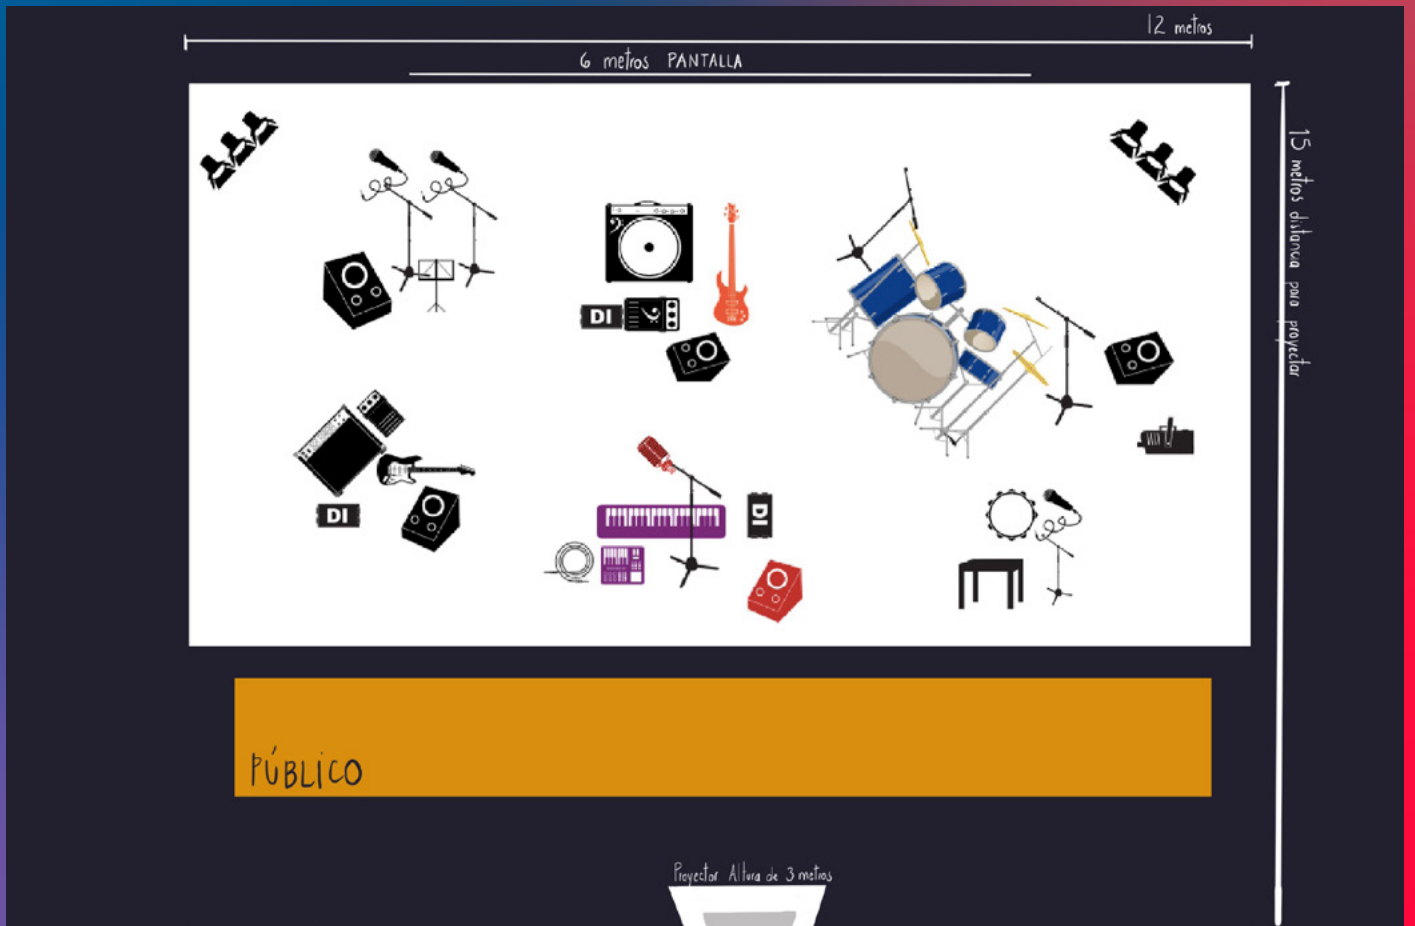 12 metros
6 metros PANTALLA
15 metros distancia para proyectar
DI
DI
DI
PÚBLICO
Proyector Altura de 3 metros